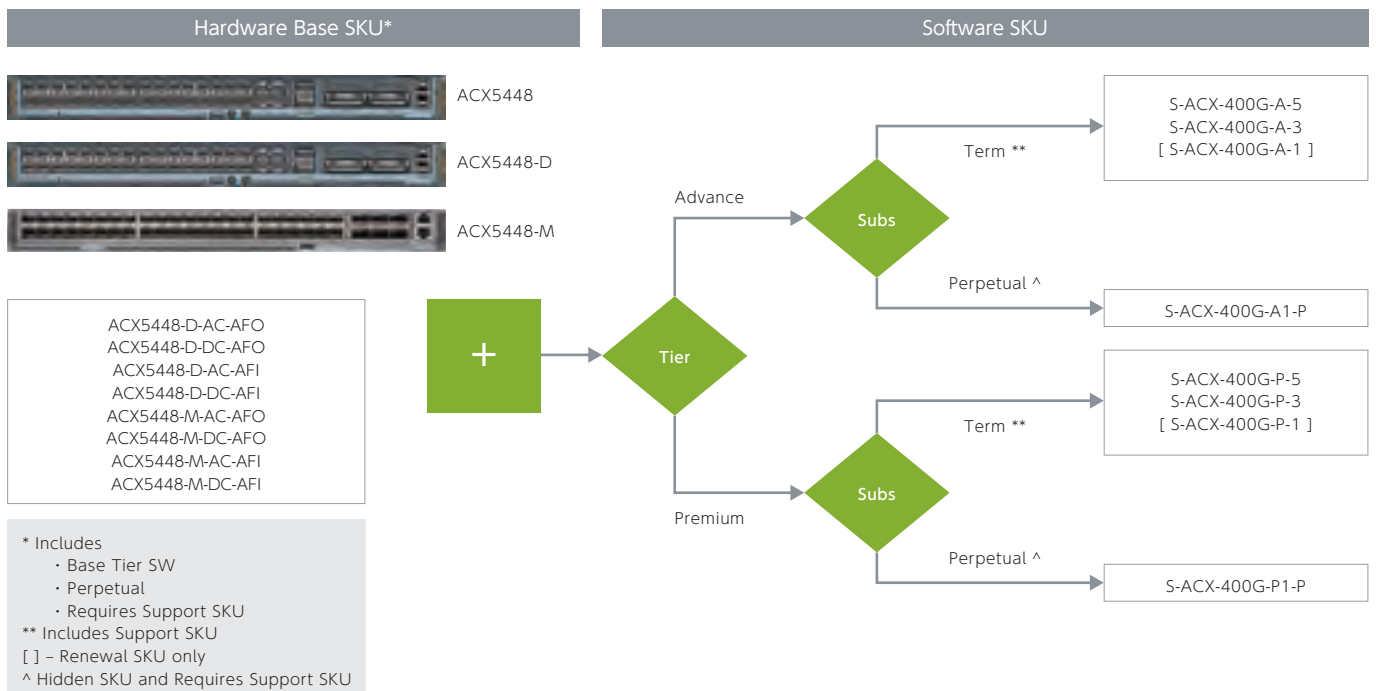 Hardware Base SKU*
Software SKU
ACX5448
ACX5448-D
ACX5448-M
ACX5448-D-AC-AFO
ACX5448-D-DC-AFO
ACX5448-D-AC-AFI
ACX5448-D-DC-AFI
ACX5448-M-AC-AFO
ACX5448-M-DC-AFO
ACX5448-M-AC-AFI
ACX5448-M-DC-AFI
* Includes
• Base Tier SW
• Perpetual
• Requires Support SKU
** Includes Support SKU
[ ] – Renewal SKU only
^ Hidden SKU and Requires Support SKU
+
Tier
Advance
Subs
Term **
S-ACX-400G-A-5
S-ACX-400G-A-3
[ S-ACX-400G-A-1 ]
Perpetual ^
S-ACX-400G-A1-P
Premium
Subs
Term **
S-ACX-400G-P-5
S-ACX-400G-P-3
[ S-ACX-400G-P-1 ]
Perpetual ^
S-ACX-400G-P1-P